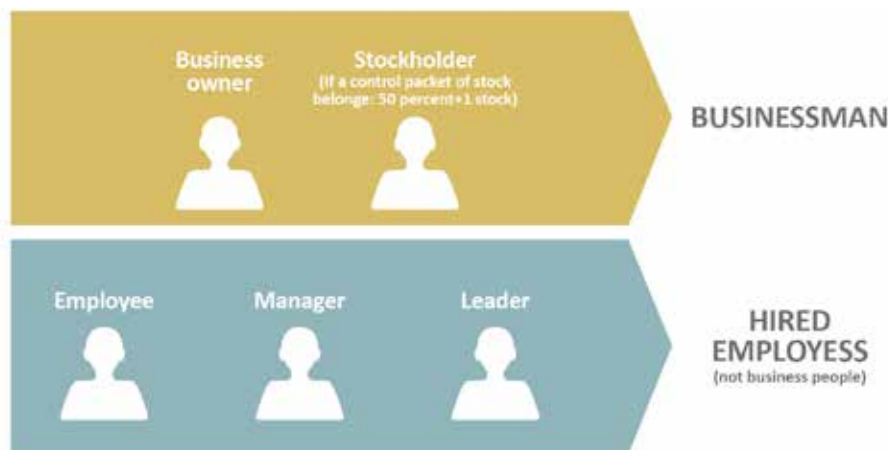 Business
owner
Stockholder
(If a control packet of stock
belonge: 50 percent+1 stock)
BUSINESSMAN
Employee
Manager
Leader
HIRED
EMPLOYESS
(not business people)